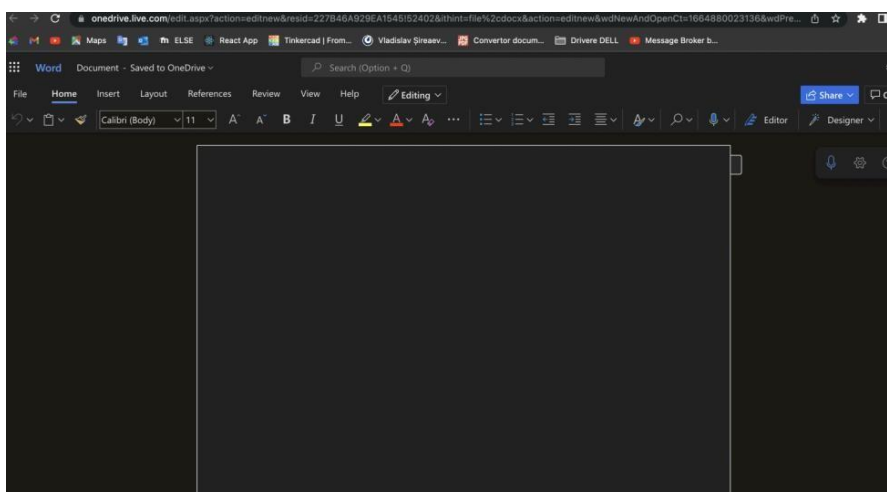 onedrive.live.com/edit.aspx?action=editnew&resid=227B46A929EA1545!52402&ithint=file%2cdocx&action=editnew&wdNewAndOpenCt=1664880023136&wdPre...
Maps ELSE React App Tinkercad | From... Vladislav Șireaev... Convertor docum... Drivere DELL Message Broker b...
Word Document - Saved to OneDrive Search (Option + Q)
File Home Insert Layout References Review View Help Editing Share
Calibri (Body) 11 A A B I U A A ... Editor Designer